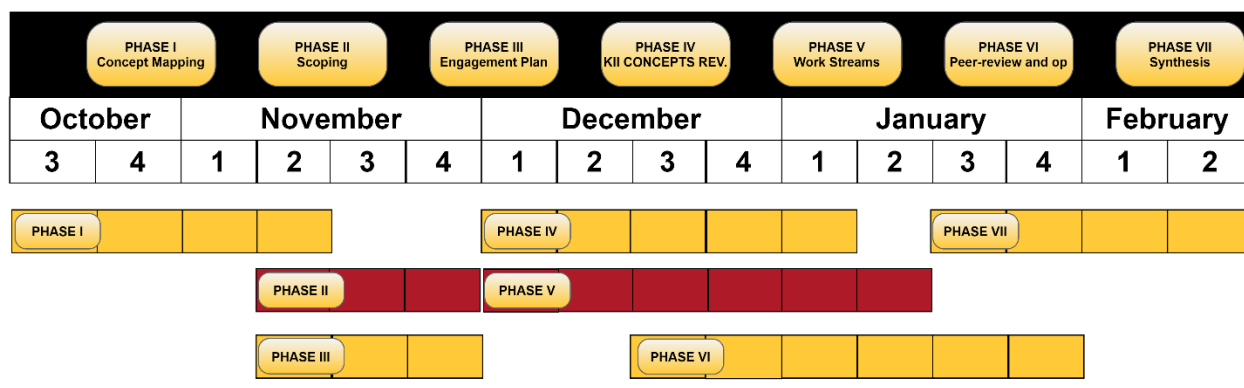 PHASE I
Concept Mapping
PHASE II
Scoping
PHASE III
Engagement Plan
PHASE IV
KII CONCEPTS REV.
PHASE V
Work Streams
PHASE VI
Peer-review and op
PHASE VII
Synthesis
October November December January February
3 4 1 2 3 4 1 2 3 4 1 2 3 4 1 2
PHASE I PHASE IV PHASE VII
PHASE II PHASE V
PHASE III PHASE VI